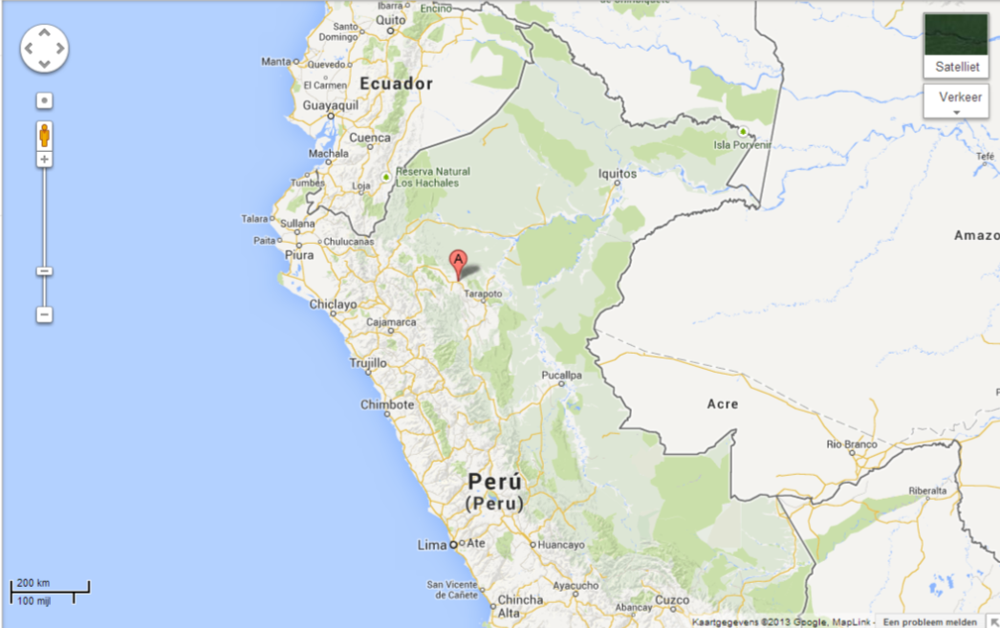 Ibarra
Encino
Quito
Santo
Domingo
Satelliet
Manta
Quevedo
El Carmen
Ecuador
Verkeer
Guayaquil
Cuenca
Isla Porvenir
Machala
Tefé
Reserva Natural
Los Hachales
Iquitos
Tumbes
Loja
Talara
Sullana
Paita
Chulucanas
Amazo
Piura
A
Tarapoto
Chiclayo
Cajamarca
Trujillo
Pucallpa
Chimbote
Acre
Rio Branco
Perú
(Peru)
Riberalta
Lima
Ate
Huancayo
200 km
100 mijl
San Vicente
de Cañete
Ayacucho
Chincha
Alta
Abancay
Cuzco
Kaartgegevens ©2013 Google, MapLink - Een probleem melden